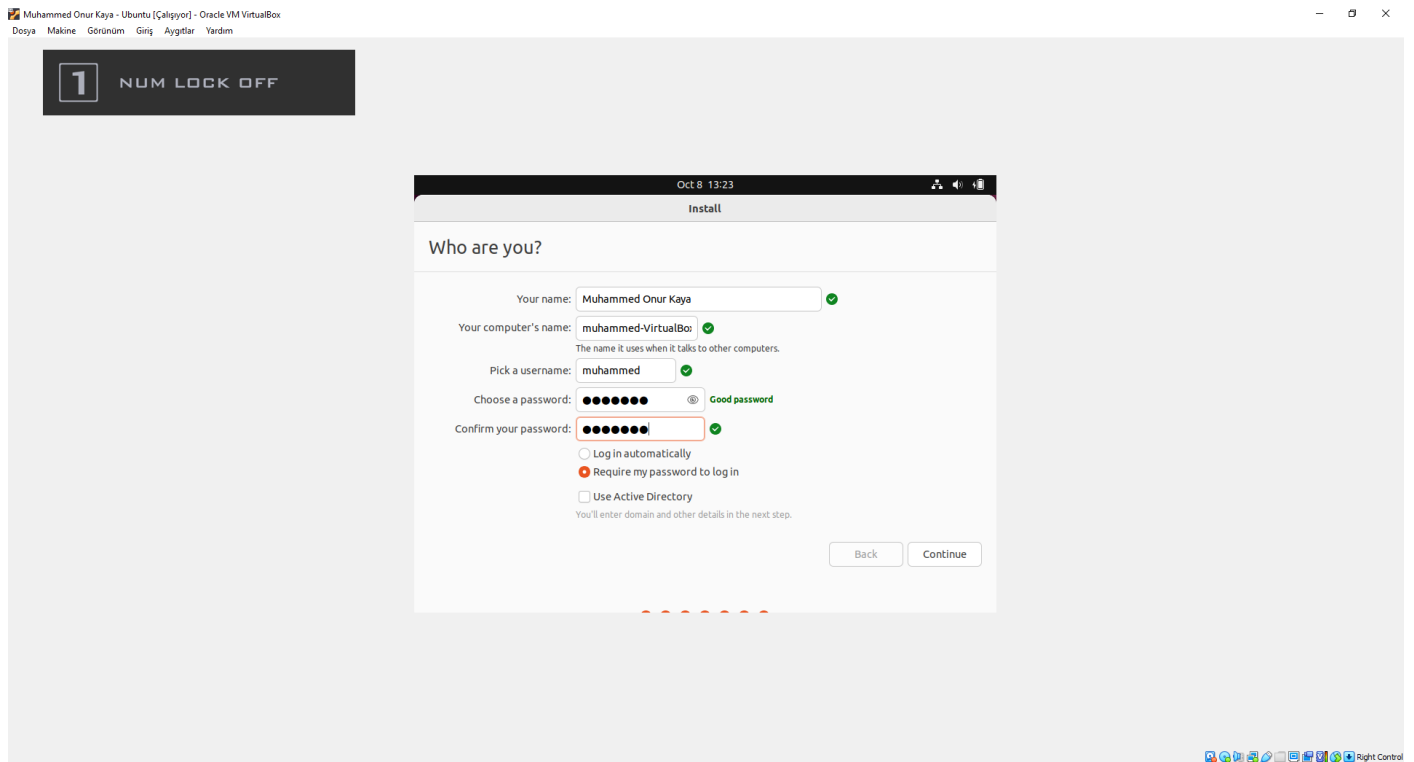 Muhammed Onur Kaya - Ubuntu [Çalışıyor] - Oracle VM VirtualBox
Dosya Makine Görünüm Giriş Aygıtlar Yardım
1 NUM LOCK OFF
Oct 8 13:23
Install
Who are you?
Your name: Muhammed Onur Kaya
Your computer's name: muhammed-VirtualBo
The name it uses when it talks to other computers.
Pick a username: muhammed
Choose a password: ●●●●●●● Good password
Confirm your password: ●●●●●●●
Log in automatically
Require my password to log in
Use Active Directory
You'll enter domain and other details in the next step.
Back Continue
Right Control